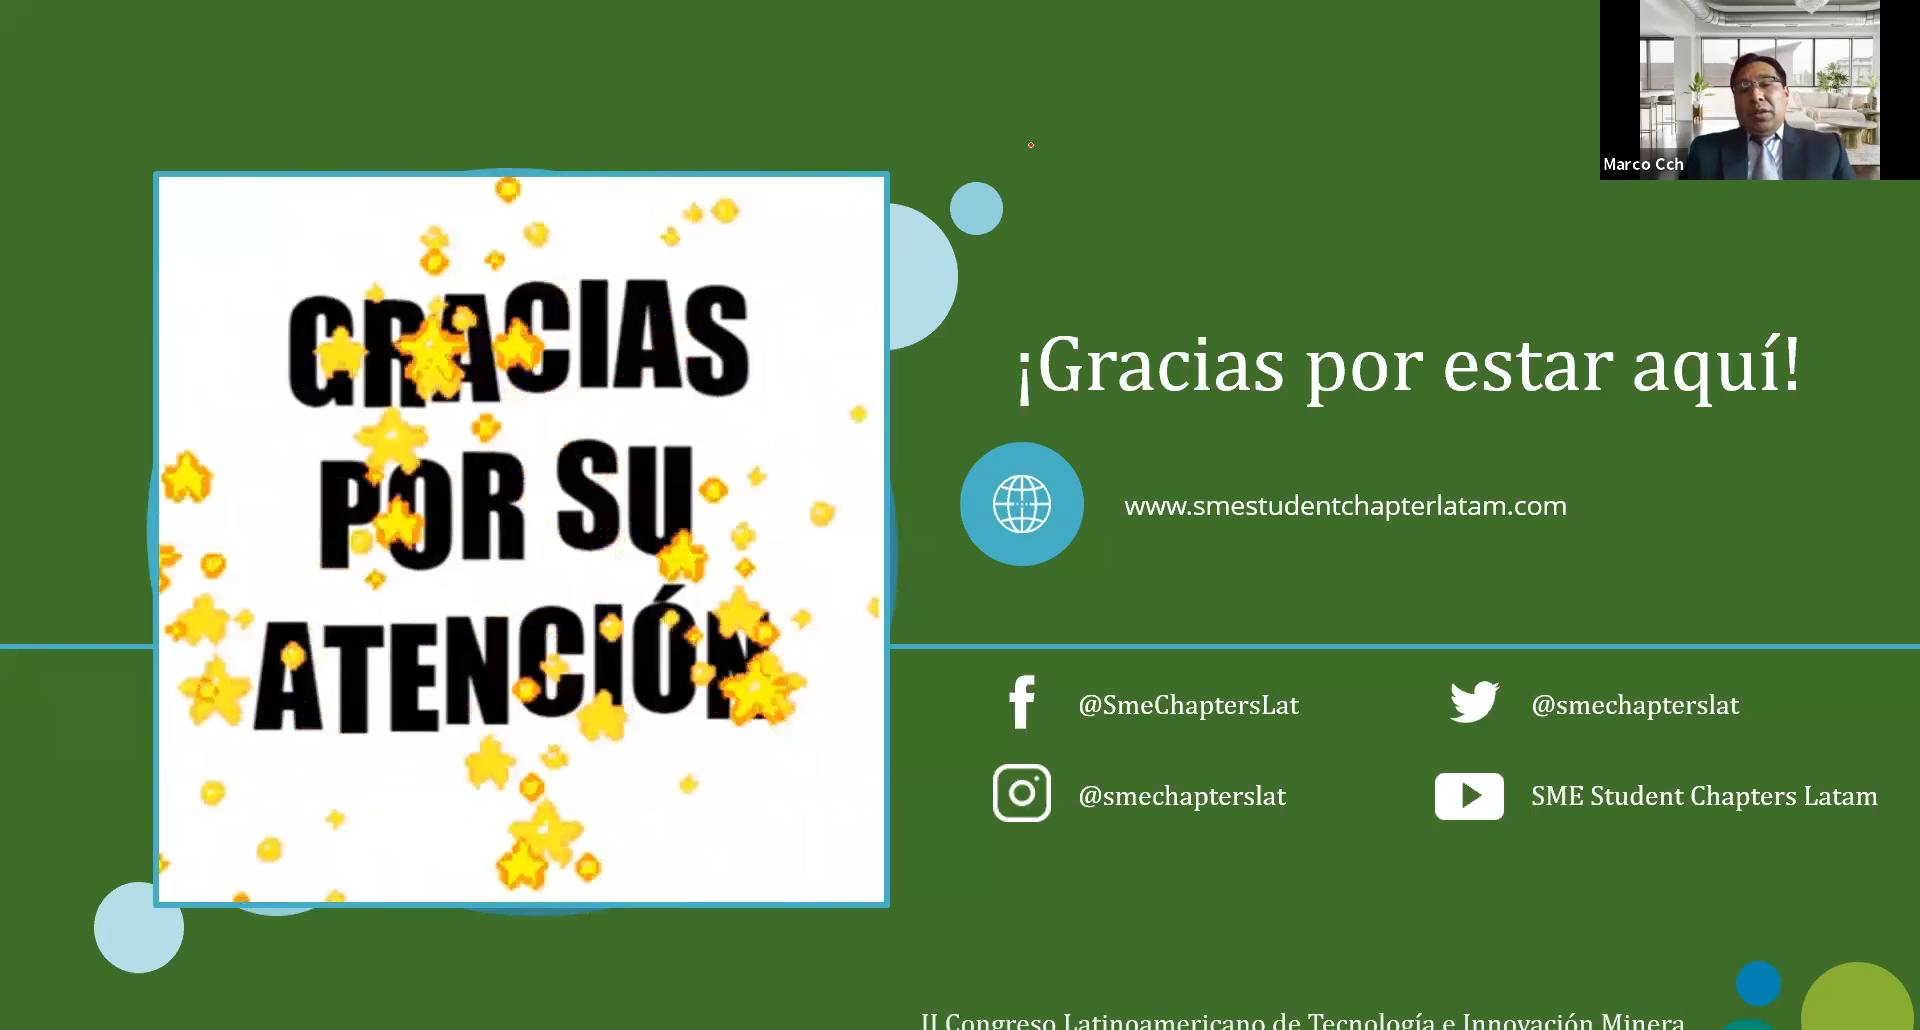 Marco Cch
GRACIAS
POR SU
ATENCIÓN
¡Gracias por estar aquí!
www.smestudentchapterlatam.com
@SmeChaptersLat
@smechapterslat
@smechapterslat
SME Student Chapters Latam
II Congreso Latinoamericano de Tecnología e Innovación Minera